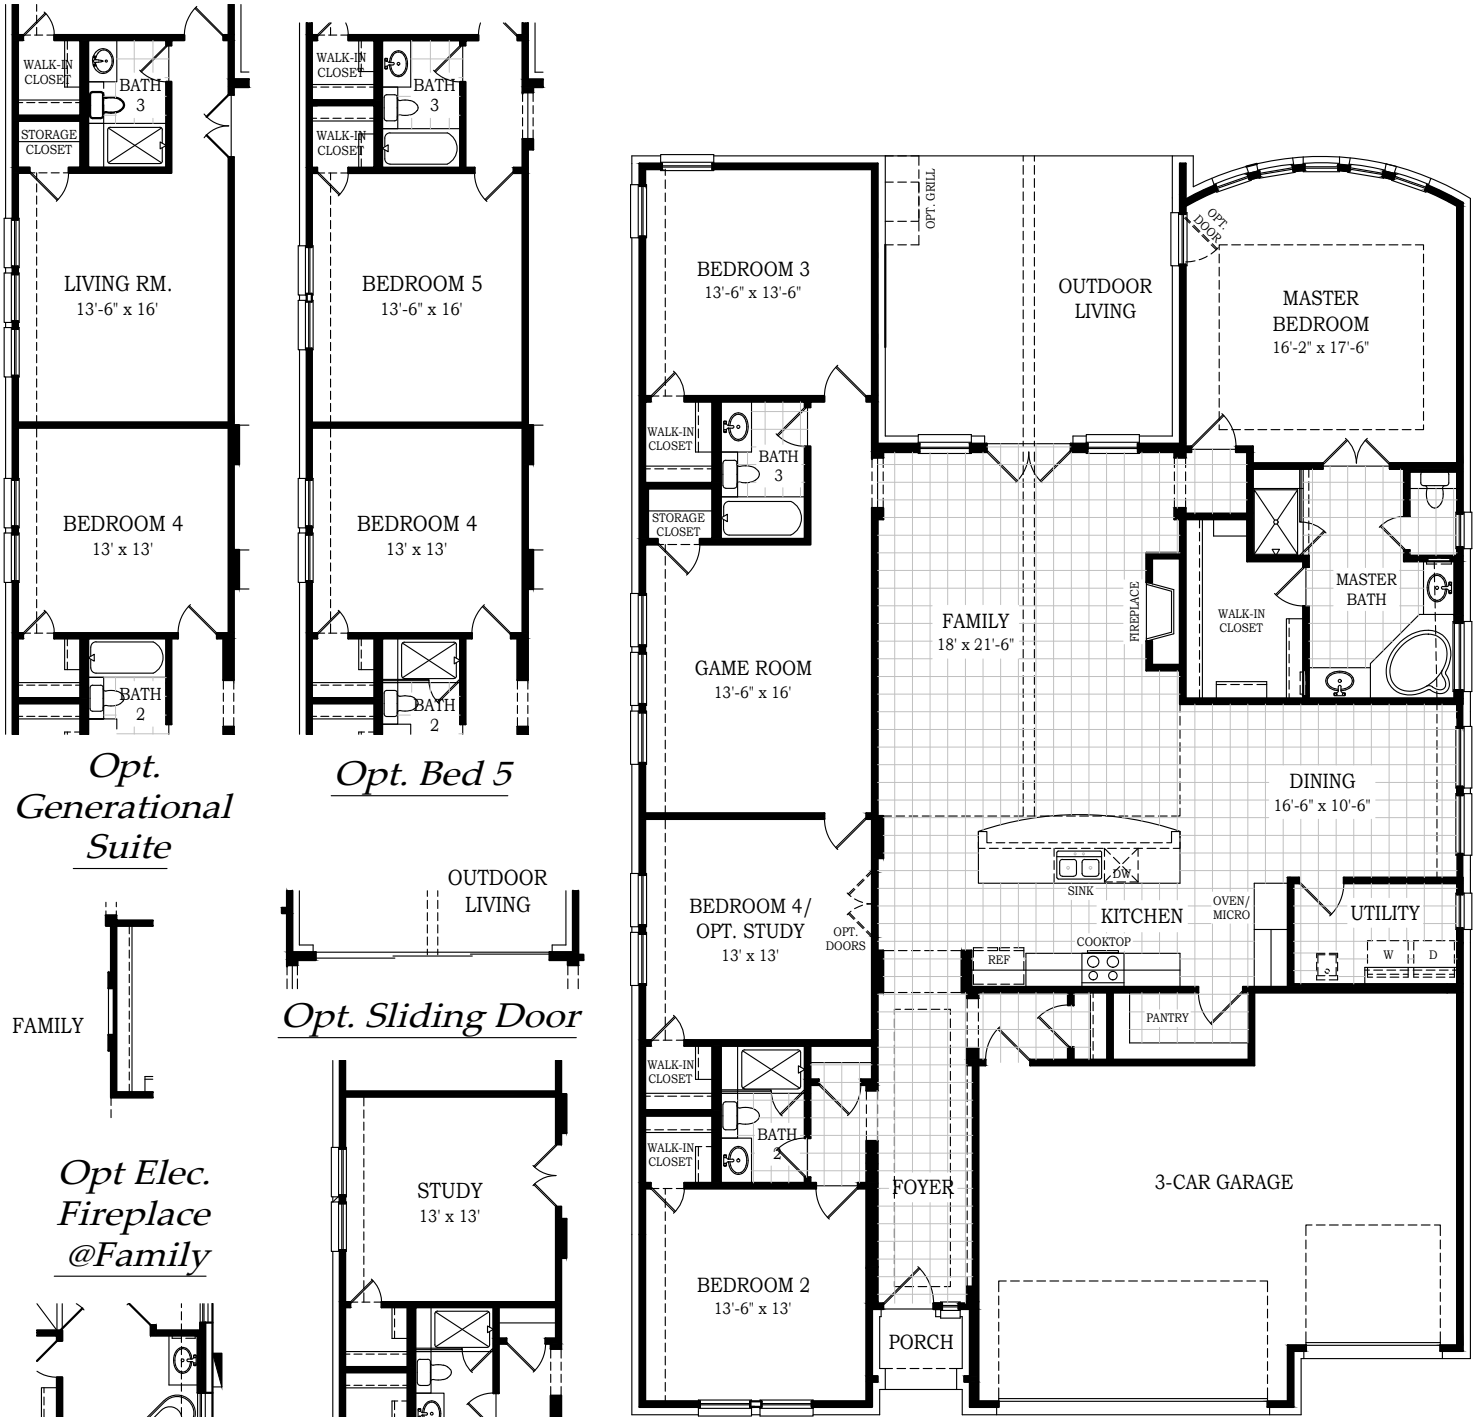 WALK-IN
CLOSET
BATH
3
STORAGE
CLOSET
LIVING RM.
13'-6" x 16'
BEDROOM 4
13' x 13'
BATH
2
Opt.
Generational
Suite
WALK-IN
CLOSET
BATH
3
WALK-IN
CLOSET
BEDROOM 5
13'-6" x 16'
BEDROOM 4
13' x 13'
BATH
2
Opt. Bed 5
OUTDOOR
LIVING
Opt. Sliding Door
FAMILY
Opt Elec.
Fireplace
@Family
STUDY
13' x 13'
BEDROOM 3
13'-6" x 13'-6"
OPT. GRILL
OUTDOOR
LIVING
OPT.
DOOR
MASTER
BEDROOM
16'-2" x 17'-6"
WALK-IN
CLOSET
BATH
3
STORAGE
CLOSET
GAME ROOM
13'-6" x 16'
FAMILY
18' x 21'-6"
FIREPLACE
WALK-IN
CLOSET
MASTER
BATH
DINING
16'-6" x 10'-6"
BEDROOM 4/
OPT. STUDY
13' x 13'
OPT.
DOORS
DW
SINK
KITCHEN
OVEN/
MICRO
COOKTOP
REF
UTILITY
W
D
PANTRY
WALK-IN
CLOSET
BATH
2
WALK-IN
CLOSET
FOYER
3-CAR GARAGE
BEDROOM 2
13'-6" x 13'
PORCH